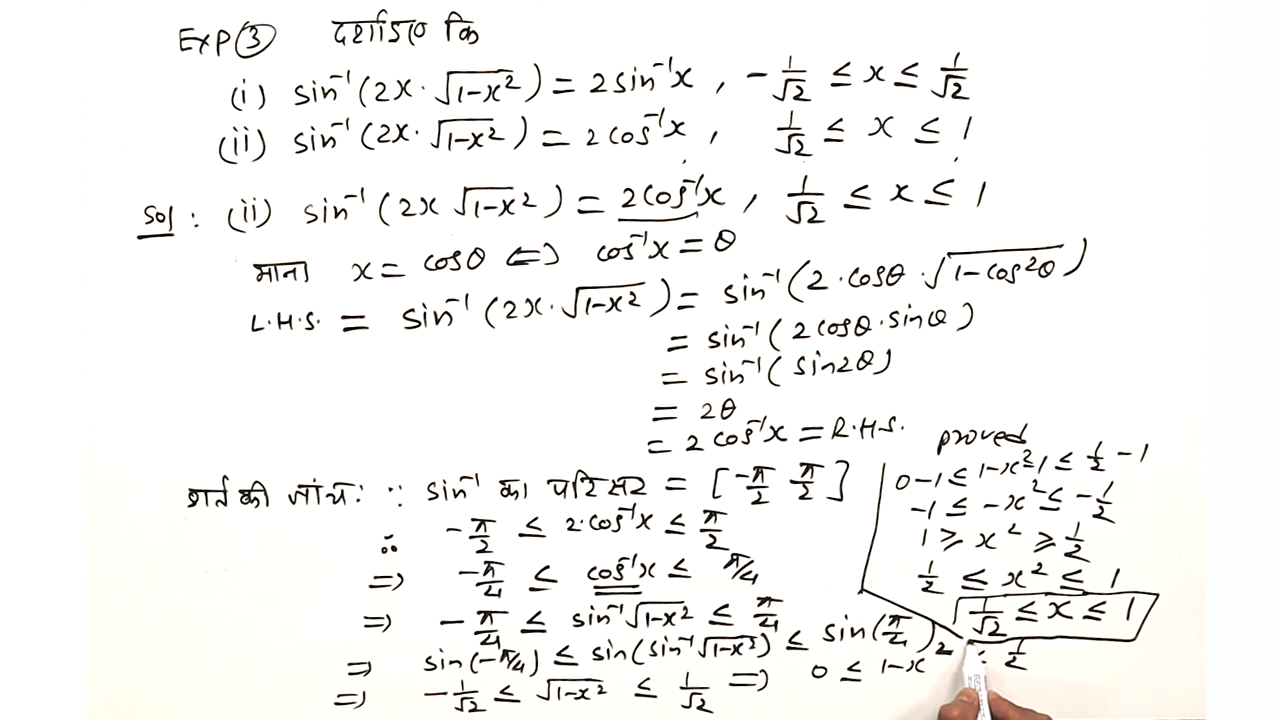 Exp ③ दर्शाइए कि
(i) sin⁻¹(2x·√(1-x²)) = 2sin⁻¹x , -1/√2 ≤ x ≤ 1/√2
(ii) sin⁻¹(2x·√(1-x²)) = 2cos⁻¹x , 1/√2 ≤ x ≤ 1
Sol : (ii) sin⁻¹(2x √(1-x²)) = 2cos⁻¹x , 1/√2 ≤ x ≤ 1
माना x = cosθ ⇔ cos⁻¹x = θ
L.H.S. = sin⁻¹(2x·√(1-x²)) = sin⁻¹(2·cosθ·√(1-cos²θ))
= sin⁻¹(2cosθ·sinθ)
= sin⁻¹(sin2θ)
= 2θ
= 2cos⁻¹x = R.H.S. proved
शर्त की जांच: ∵ sin⁻¹ का परिसर = [-π/2 π/2]
∴ -π/2 ≤ 2·cos⁻¹x ≤ π/2
⇒ -π/4 ≤ cos⁻¹x ≤ π/4
⇒ -π/4 ≤ sin⁻¹√(1-x²) ≤ π/4
⇒ sin(-π/4) ≤ sin(sin⁻¹√(1-x²)) ≤ sin(π/4)
⇒ -1/√2 ≤ √(1-x²) ≤ 1/√2 ⇒ 0 ≤ 1-x² ≤ 1/2
0-1 ≤ 1-x²-1 ≤ 1/2 -1
-1 ≤ -x² ≤ -1/2
1 ≥ x² ≥ 1/2
1/2 ≤ x² ≤ 1
1/√2 ≤ x ≤ 1